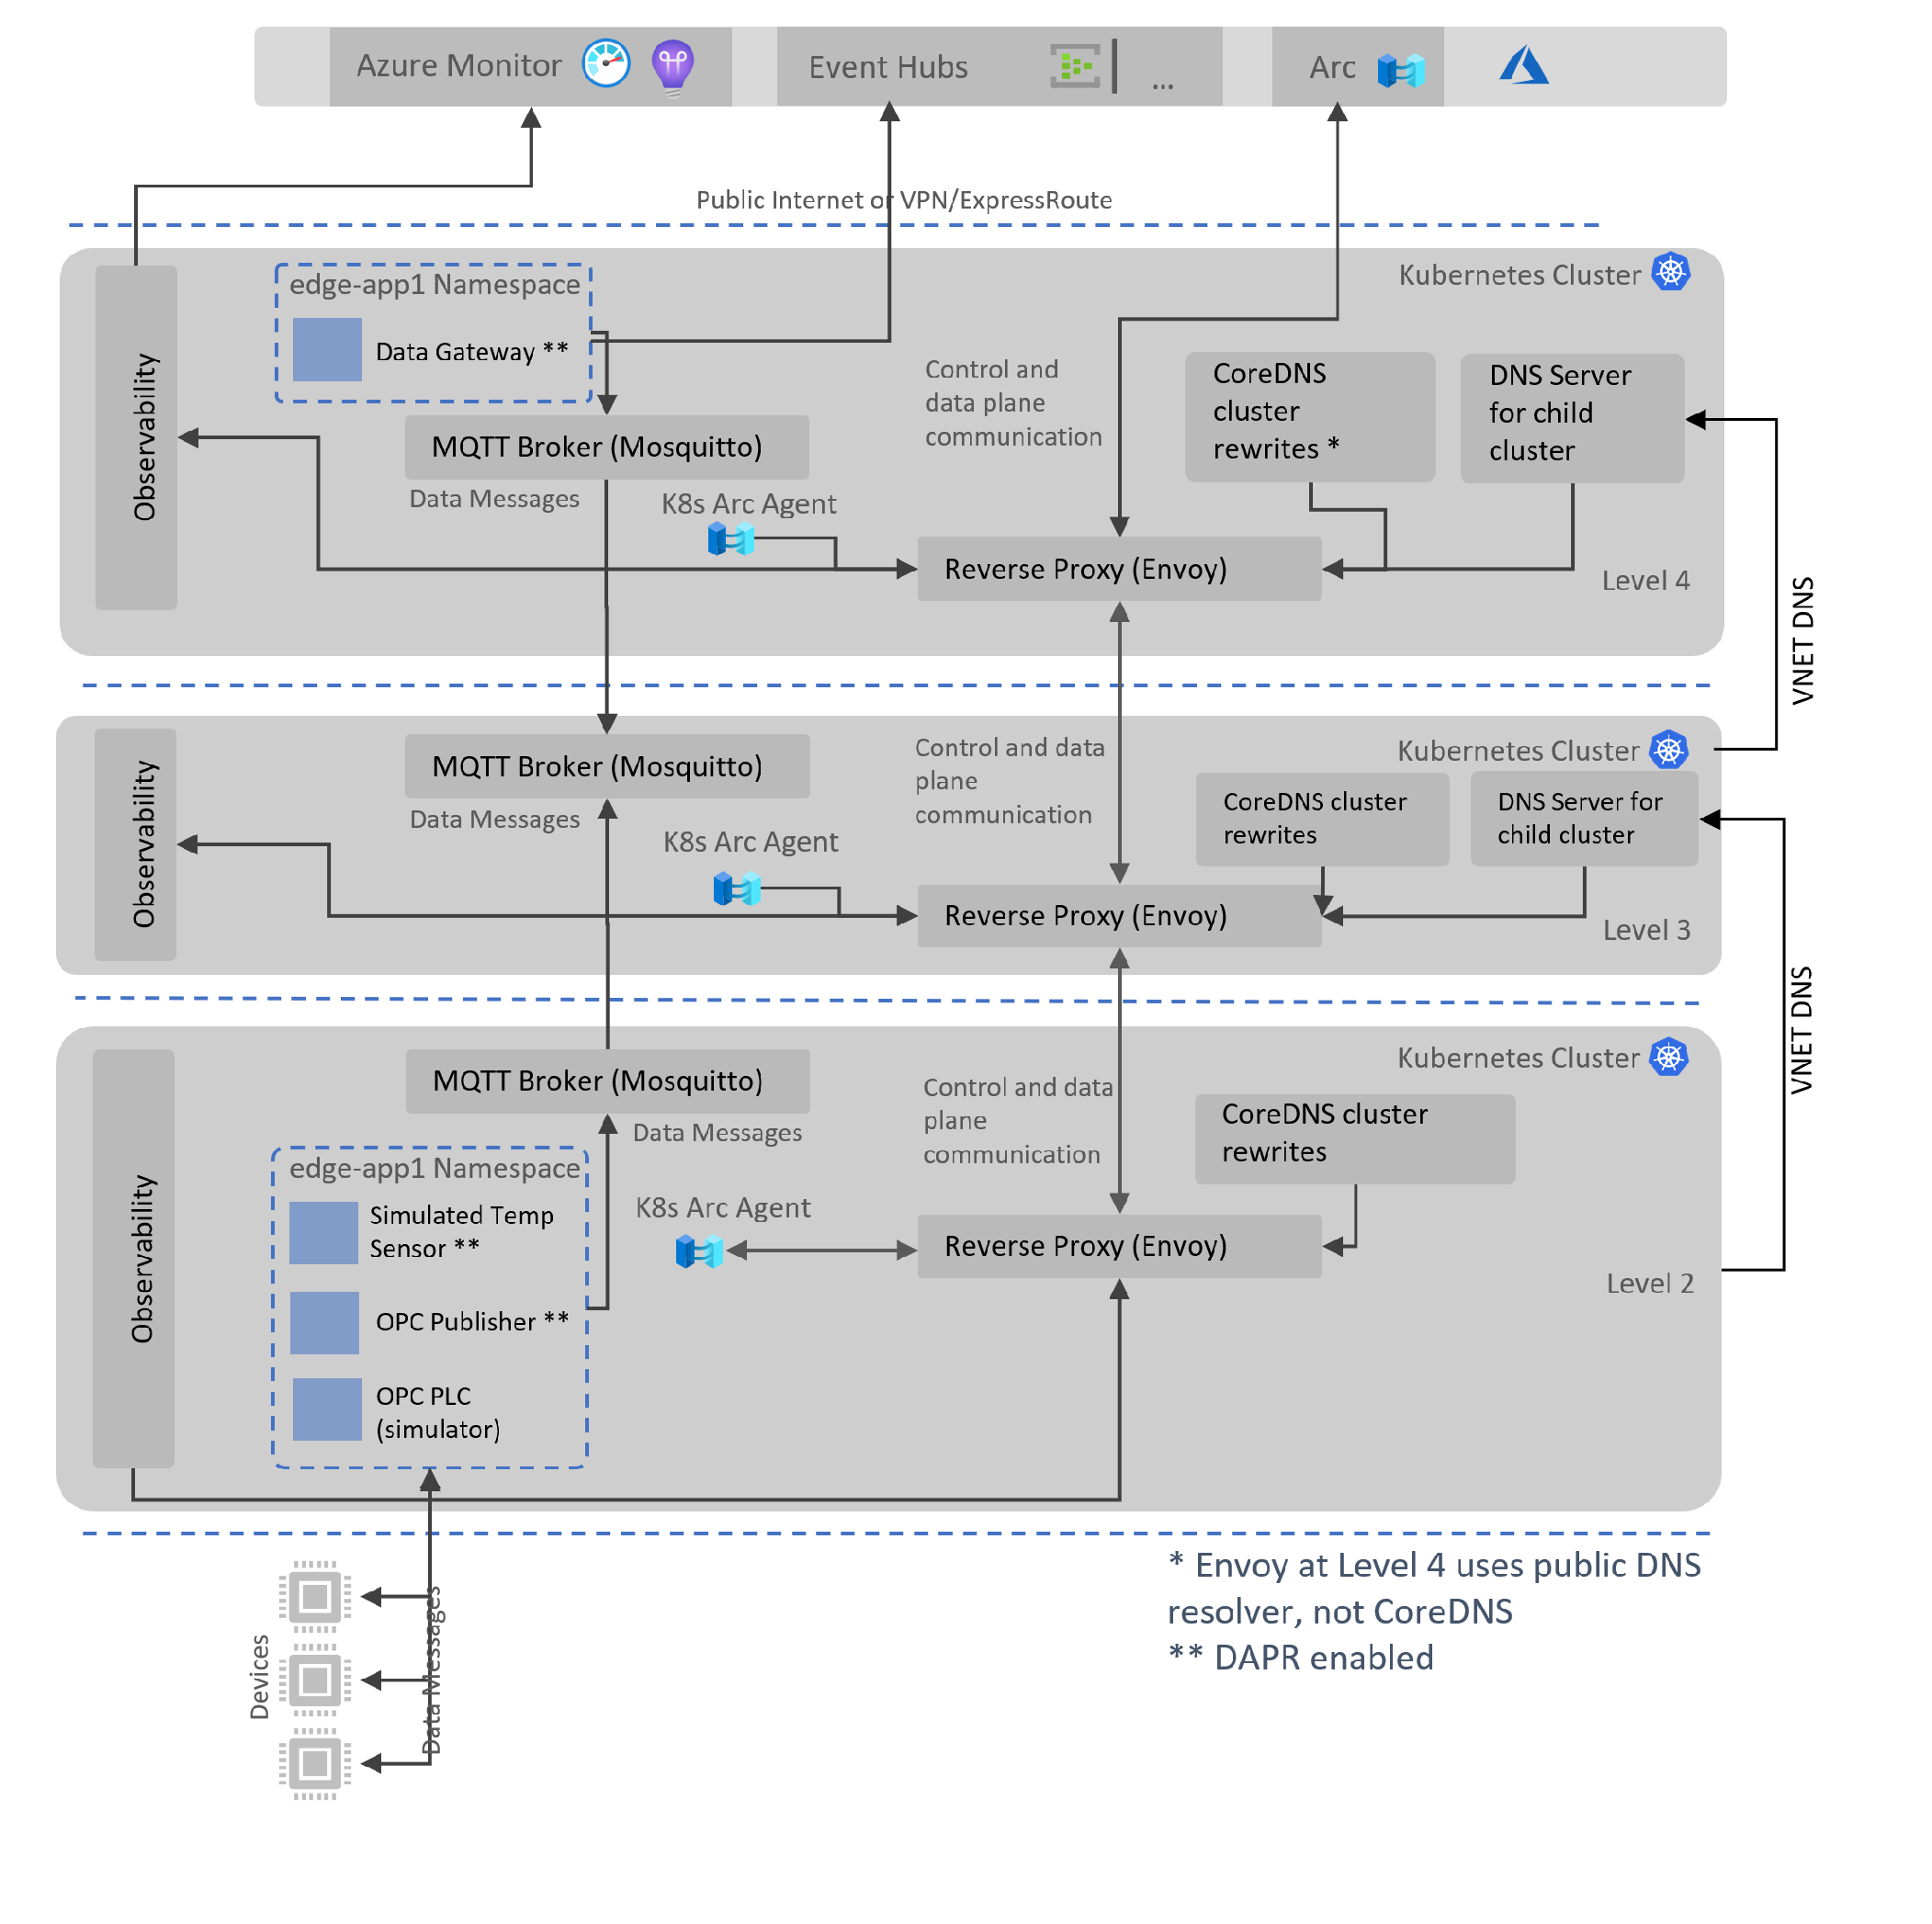 Azure Monitor
Event Hubs
...
Arc
Public Internet or VPN/ExpressRoute
edge-app1 Namespace
Kubernetes Cluster
Data Gateway **
Observability
Control and
data plane
communication
CoreDNS
cluster
rewrites *
DNS Server
for child
cluster
MQTT Broker (Mosquitto)
Data Messages
K8s Arc Agent
Reverse Proxy (Envoy)
Level 4
VNET DNS
Kubernetes Cluster
MQTT Broker (Mosquitto)
Data Messages
Control and data
plane
communication
CoreDNS cluster
rewrites
DNS Server for
child cluster
Observability
K8s Arc Agent
Reverse Proxy (Envoy)
Level 3
VNET DNS
Kubernetes Cluster
MQTT Broker (Mosquitto)
Data Messages
Control and data
plane
communication
CoreDNS cluster
rewrites
edge-app1 Namespace
Simulated Temp
Sensor **
OPC Publisher **
OPC PLC
(simulator)
Observability
K8s Arc Agent
Reverse Proxy (Envoy)
Level 2
Devices
Data Messages
* Envoy at Level 4 uses public DNS
resolver, not CoreDNS
** DAPR enabled